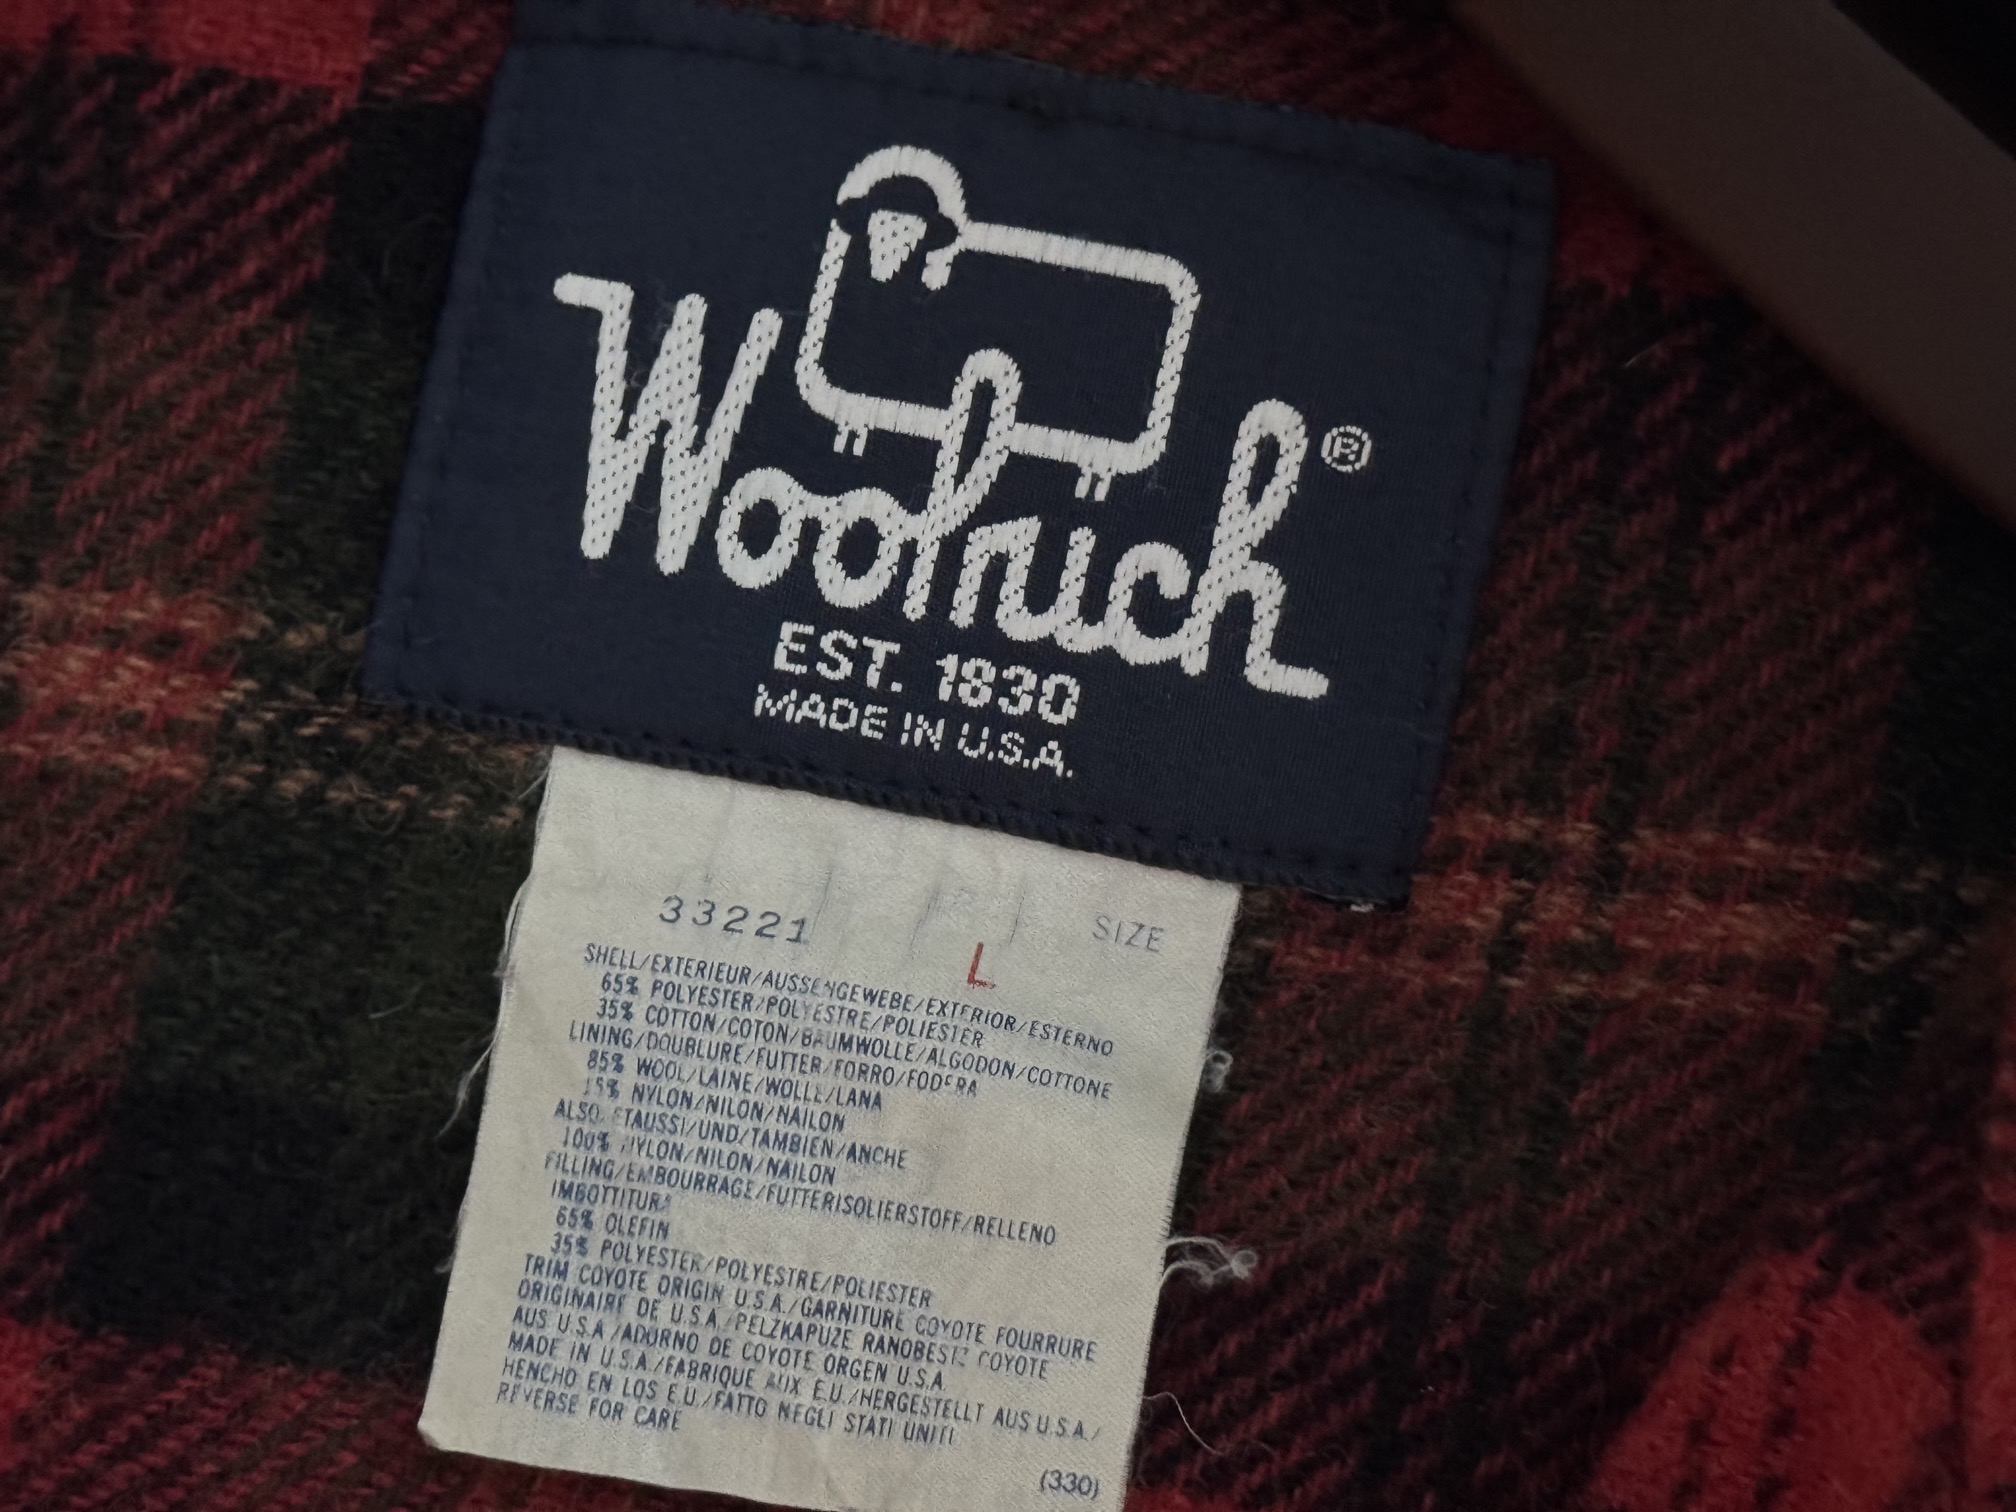 Woolrich®
EST. 1830
MADE IN U.S.A.
33221 SIZE
L
SHELL/EXTERIEUR/AUSSENGEWEBE/EXTERIOR/ESTERNO
65% POLYESTER/POLYESTRE/POLIESTER
35% COTTON/COTON/BAUMWOLLE/ALGODON/COTTONE
LINING/DOUBLURE/FUTTER/FORRO/FODERA
85% WOOL/LAINE/WOLLE/LANA
15% NYLON/NILON/NAILON
ALSO/ETAUSSI/UND/TAMBIEN/ANCHE
100% NYLON/NILON/NAILON
FILLING/EMBOURRAGE/FUTTERISOLIERSTOFF/RELLENO
IMBOTTITURA
65% OLEFIN
35% POLYESTER/POLYESTRE/POLIESTER
TRIM COYOTE ORIGIN U.S.A./GARNITURE COYOTE FOURRURE
ORIGINAIRE DE U.S.A./PELZKAPUZE RANOBESTZ COYOTE
AUS U.S.A./ADORNO DE COYOTE ORGEN U.S.A.
MADE IN U.S.A./FABRIQUE AUX E.U./HERGESTELLT AUS U.S.A./
HENCHO EN LOS E.U./FATTO NEGLI STATI UNITI
REVERSE FOR CARE
(330)